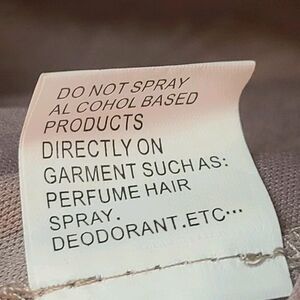 DO NOT SPRAY
AL COHOL BASED
PRODUCTS
DIRECTLY ON
GARMENT SUCH AS:
PERFUME HAIR
SPRAY.
DEODORANT.ETC···